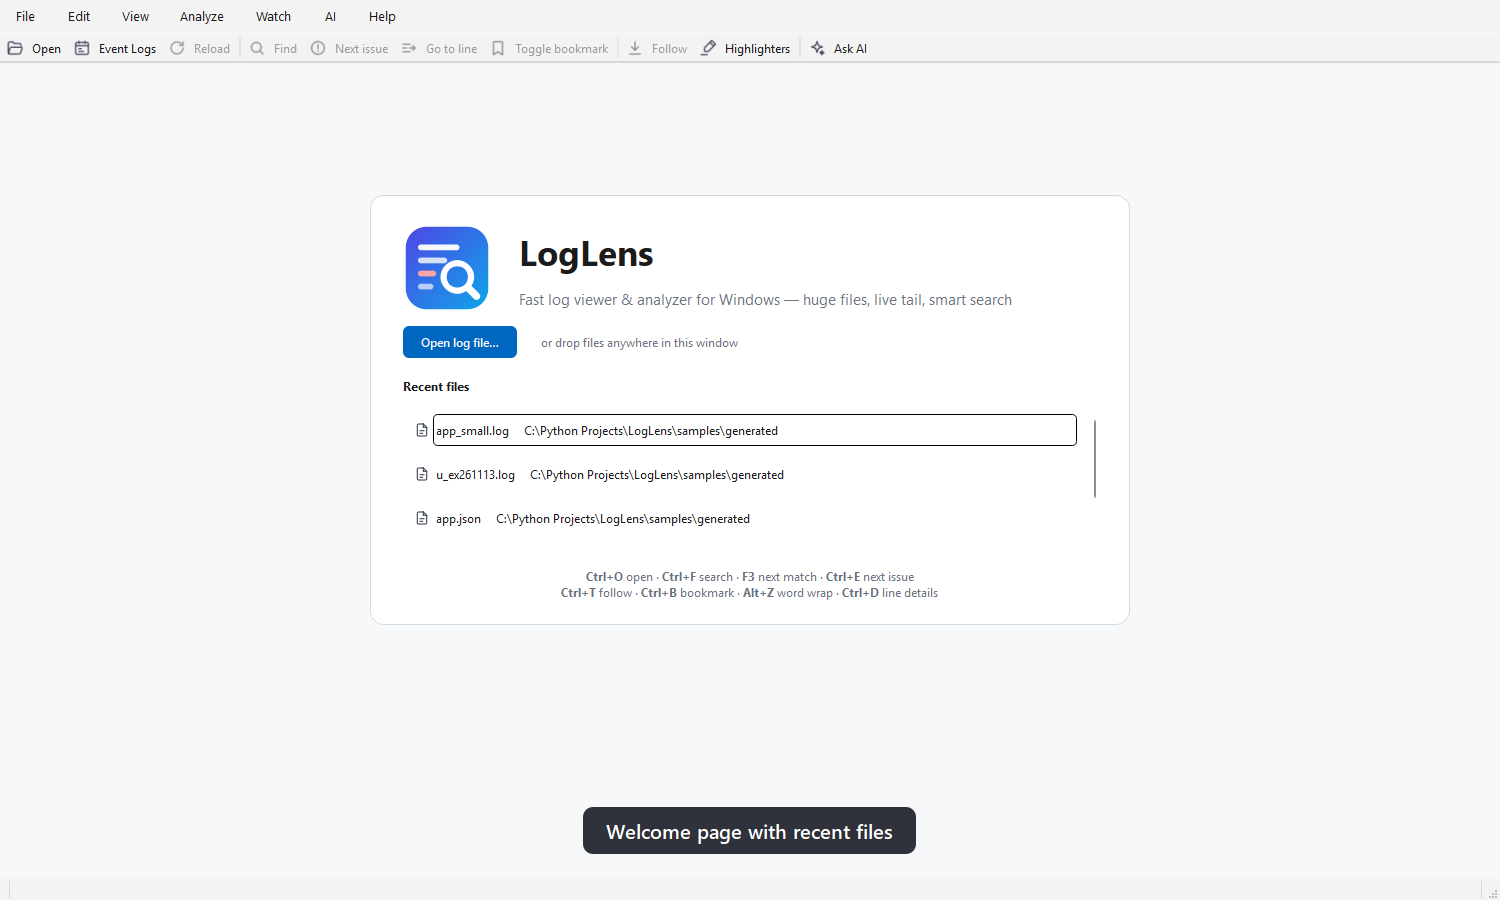 File Edit View Analyze Watch AI Help
Open Event Logs Reload Find Next issue Go to line Toggle bookmark Follow Highlighters Ask AI
LogLens
Fast log viewer & analyzer for Windows — huge files, live tail, smart search
Open log file... or drop files anywhere in this window
Recent files
app_small.log C:\Python Projects\LogLens\samples\generated
u_ex261113.log C:\Python Projects\LogLens\samples\generated
app.json C:\Python Projects\LogLens\samples\generated
Ctrl+O open · Ctrl+F search · F3 next match · Ctrl+E next issue
Ctrl+T follow · Ctrl+B bookmark · Alt+Z word wrap · Ctrl+D line details
Welcome page with recent files